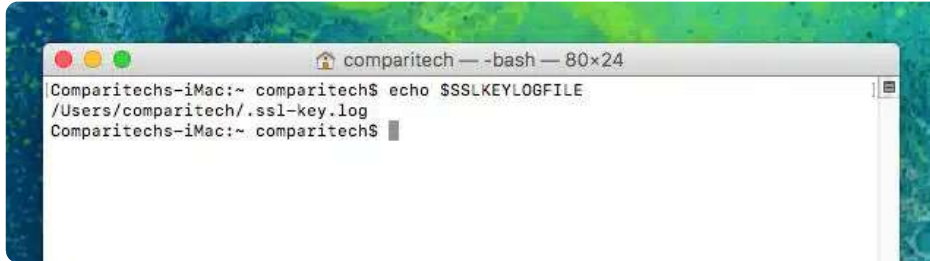 comparitech — -bash — 80×24
[Comparitechs-iMac:~ comparitech$ echo $SSLKEYLOGFILE ]
/Users/comparitech/.ssl-key.log
Comparitechs-iMac:~ comparitech$